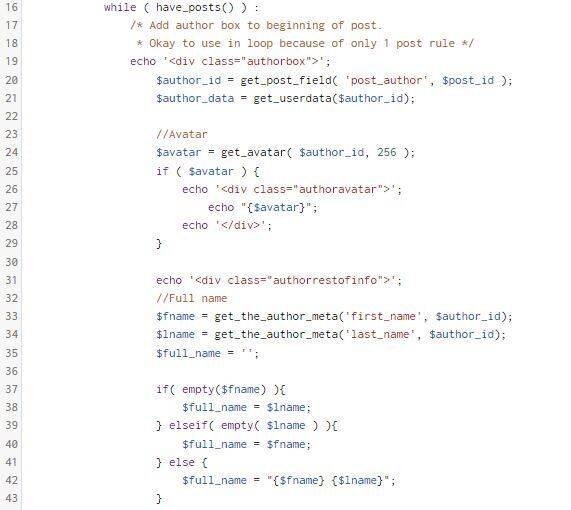 16 while ( have_posts() ) :
17 /* Add author box to beginning of post.
18 * Okay to use in loop because of only 1 post rule */
19 echo '<div class="authorbox">';
20 $author_id = get_post_field( 'post_author', $post_id );
21 $author_data = get_userdata($author_id);
22
23 //Avatar
24 $avatar = get_avatar( $author_id, 256 );
25 if ( $avatar ) {
26 echo '<div class="authoravatar">';
27 echo "{$avatar}";
28 echo '</div>';
29 }
30
31 echo '<div class="authorrestofinfo">';
32 //Full name
33 $fname = get_the_author_meta('first_name', $author_id);
34 $lname = get_the_author_meta('last_name', $author_id);
35 $full_name = '';
36
37 if( empty($fname) ){
38 $full_name = $lname;
39 } elseif( empty( $lname ) ){
40 $full_name = $fname;
41 } else {
42 $full_name = "{$fname} {$lname}";
43 }